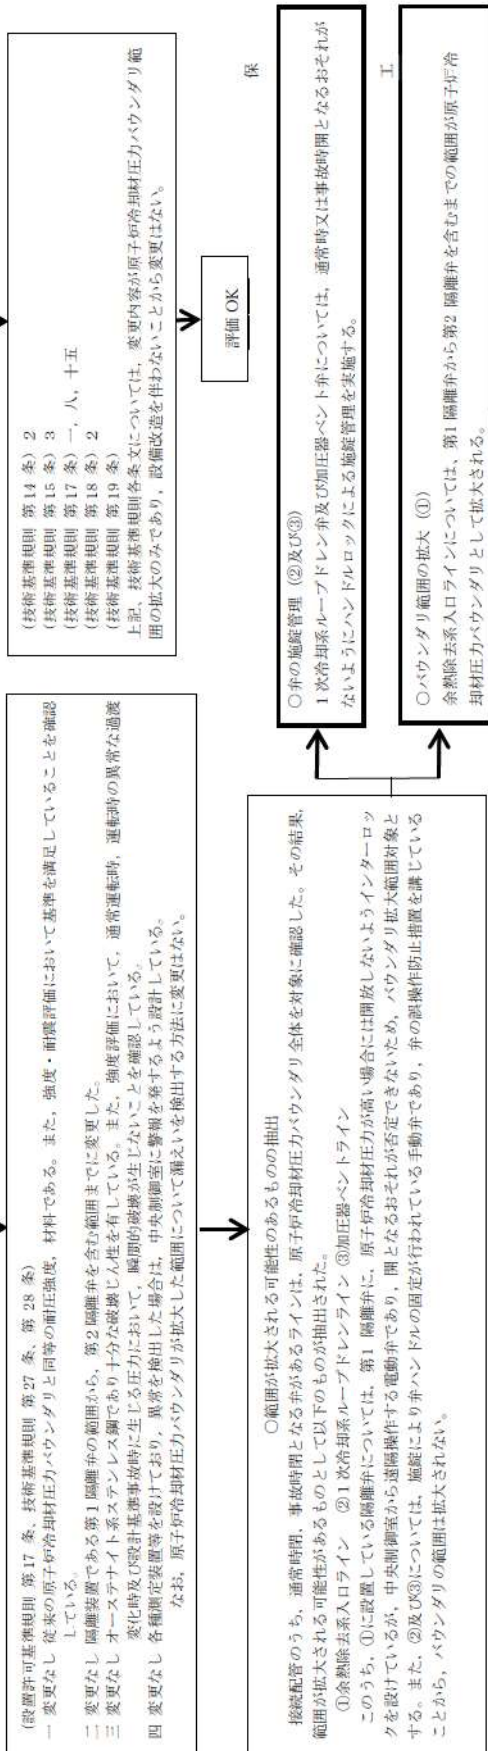 (設置許可基準規則 第17条、技術基準規則 第27条、第28条)
一 変更なし 従来の原子炉冷却材圧力バウンダリと同等の耐圧強度，材料である。また，強度・耐震評価において基準を満足していることを確認
している。
二 変更なし 隔離装置である第1隔離弁の範囲から，第2隔離弁を含む範囲までに変更した。
三 変更なし オーステナイト系ステンレス鋼であり十分な破壊じん性を有している。また，強度評価において，通常運転時，運転時の異常な過渡
変化時及び設計基準事故時に生じる圧力において，瞬間的破壊が生じないことを確認している。
四 変更なし 各種測定装置等を設けており，異常を検出した場合は，中央制御室に警報を発するよう設計している。
なお，原子炉冷却材圧力バウンダリが拡大した範囲について漏えいを検出する方法に変更はない。
(技術基準規則 第14条) 2
(技術基準規則 第15条) 3
(技術基準規則 第17条) 一，八，十五
(技術基準規則 第18条) 2
(技術基準規則 第19条)
上記，技術基準規則各条文については，変更内容が原子炉冷却材圧力バウンダリ範
囲の拡大のみであり，設備改造を伴わないことから変更はない。
評価OK
○範囲が拡大される可能性のあるものの抽出
接続配管のうち，通常時閉，事故時開となる弁があるラインは，原子炉冷却材圧力バウンダリ全体を対象に確認した。その結果，
範囲が拡大される可能性があるものとして以下のものが抽出された。
①余熱除去系入口ライン ②1次冷却系ループドレンライン ③加圧器ベントライン
このうち，①に設置している隔離弁については，第1隔離弁に，原子炉冷却材圧力が高い場合には開放しないようインターロッ
クを設けているが，中央制御室から遠隔操作する電動弁であり，開となるおそれが否定できないため，バウンダリ拡大範囲対象と
する。また，②及び③については，施錠により弁ハンドルの固定が行われている手動弁であり，弁の誤操作防止措置を講じている
ことから，バウンダリの範囲は拡大されない。
保
○弁の施錠管理（②及び③）
1次冷却系ループドレン弁及び加圧器ベント弁については，通常時又は事故時開となるおそれが
ないようにハンドルロックによる施錠管理を実施する。
工
○バウンダリ範囲の拡大（①）
余熱除去系入口ラインについては，第1隔離弁から第2隔離弁を含むまでの範囲が原子炉冷
却材圧力バウンダリとして拡大される。